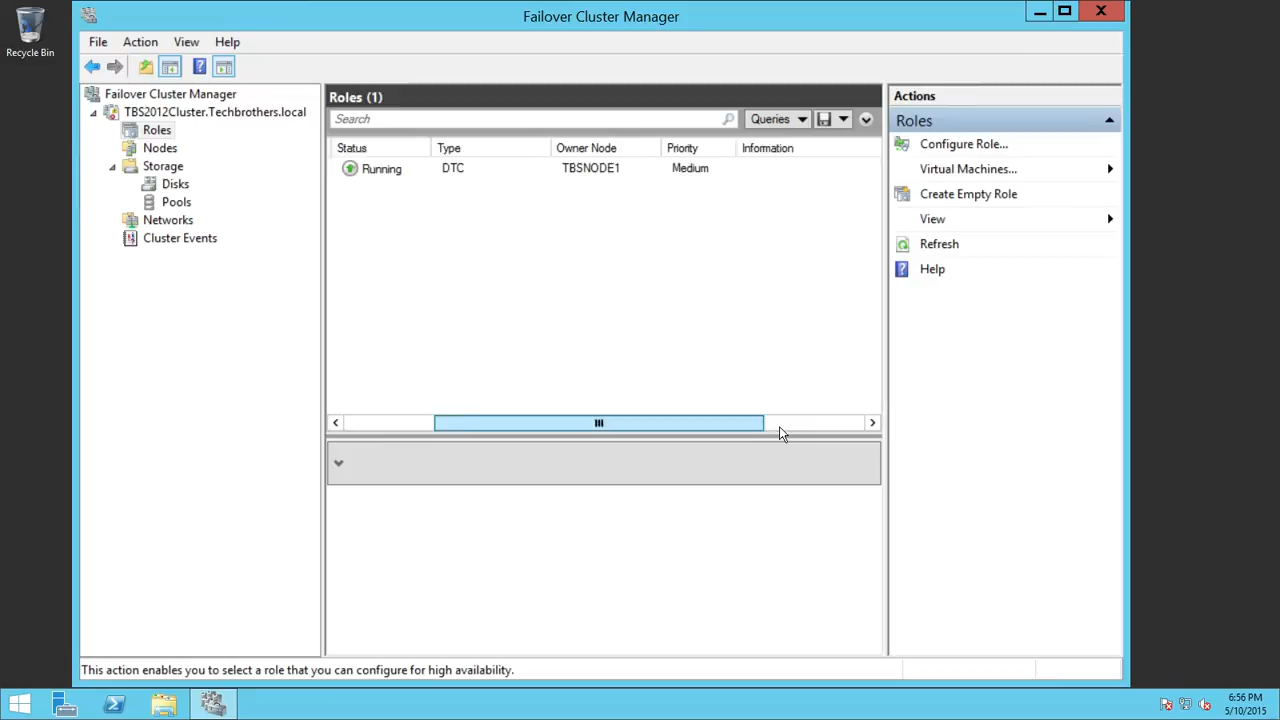 Recycle Bin
Failover Cluster Manager
File Action View Help
Failover Cluster Manager
TBS2012Cluster.Techbrothers.local
Roles
Nodes
Storage
Disks
Pools
Networks
Cluster Events
Roles (1)
Search
Queries
Status Type Owner Node Priority Information
Running DTC TBSNODE1 Medium
Actions
Roles
Configure Role...
Virtual Machines...
Create Empty Role
View
Refresh
Help
This action enables you to select a role that you can configure for high availability.
6:56 PM
5/10/2015